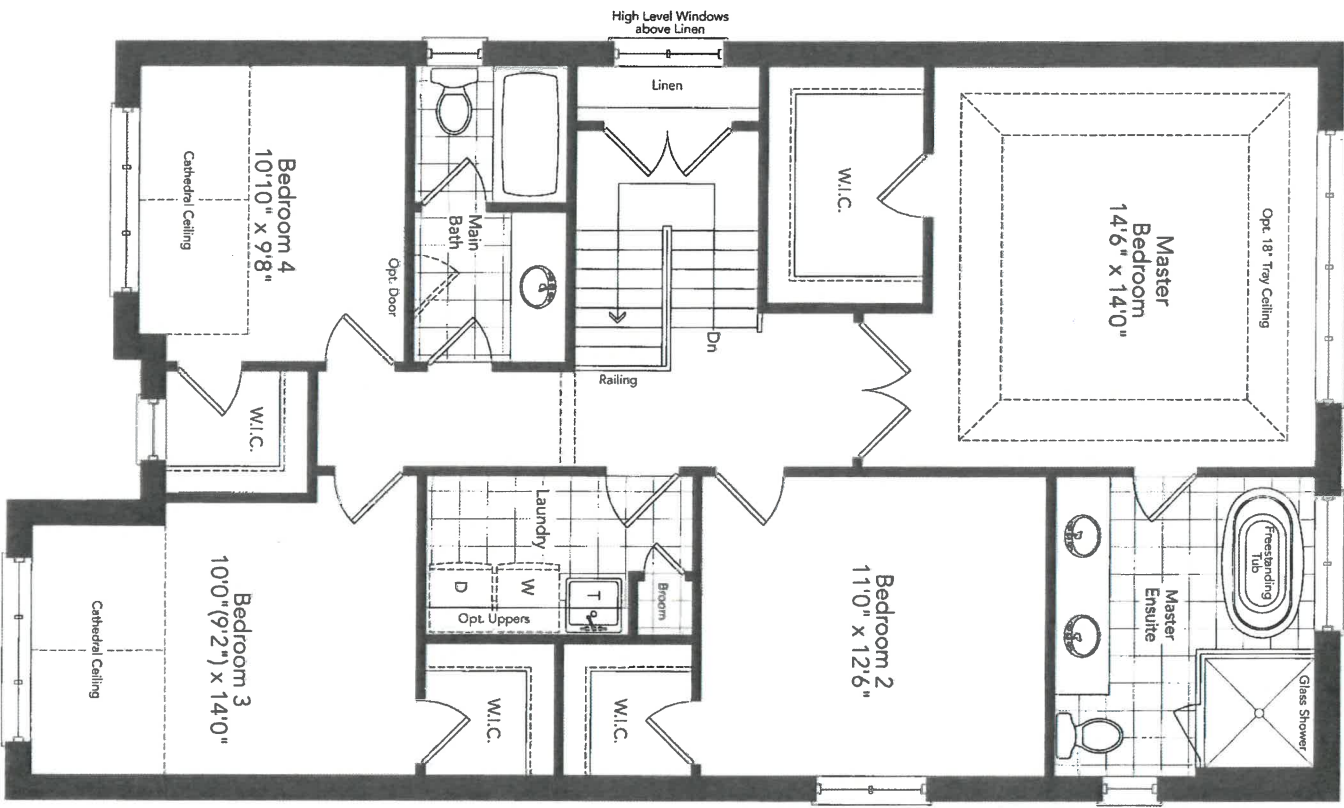 High Level Windows
above Linen
Linen
Bedroom 4
10'10" x 9'8"
Cathedral Ceiling
Main
Bath
Opt. Door
W.I.C.
Master
Bedroom
14'6" x 14'0"
Opt. 18" Tray Ceiling
Dn
Railing
W.I.C.
Laundry
D
W
T
Opt. Uppers
Broom
Bedroom 2
11'0" x 12'6"
Master
Ensuite
Freestanding
Tub
Glass Shower
Bedroom 3
10'0"(9'2") x 14'0"
Cathedral Ceiling
W.I.C.
W.I.C.